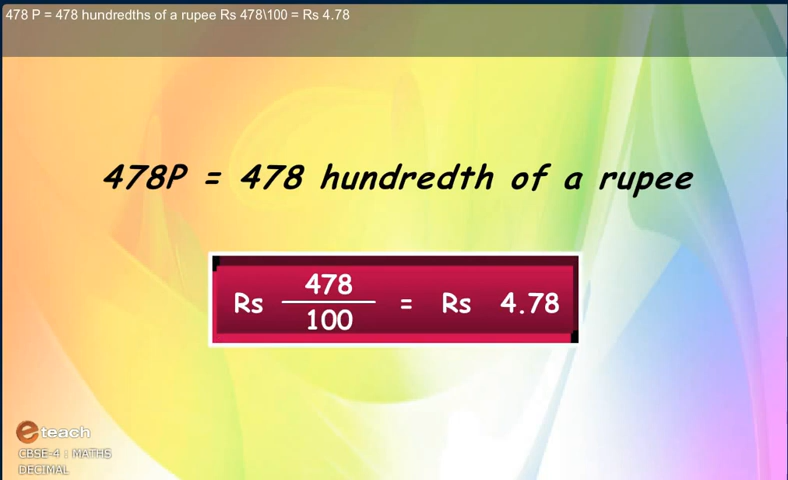 478 P = 478 hundredths of a rupee Rs 478\100 = Rs 4.78
478P = 478 hundredth of a rupee
Rs 478/100 = Rs 4.78
e teach
CBSE-4 : MATHS
DECIMAL